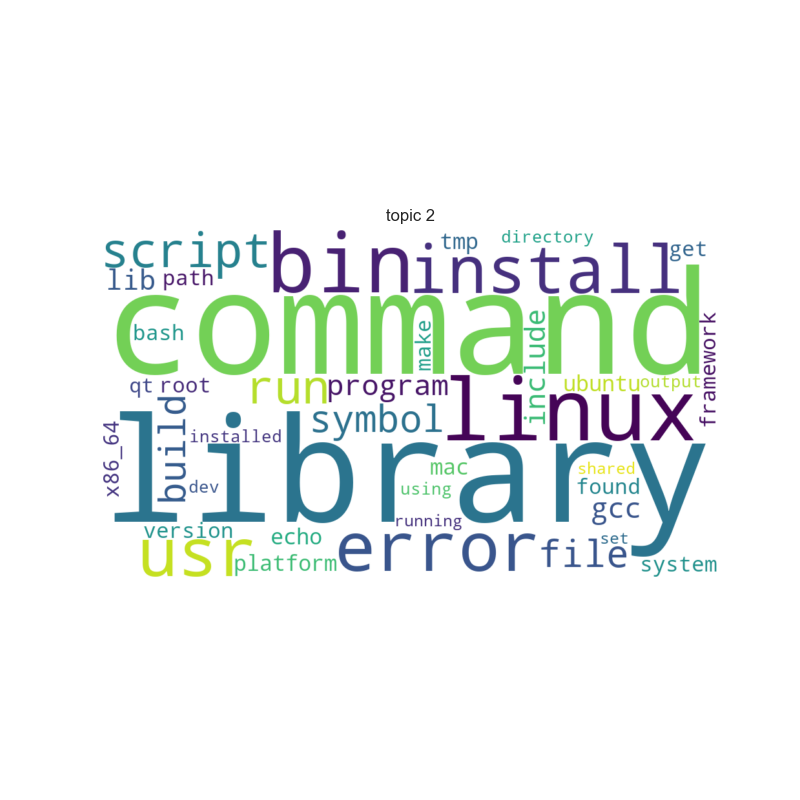 topic 2
script
bin
install
tmp
directory
get
lib
path
command
bash
make
include
framework
qt
root
run
program
linux
ubuntu
output
symbol
build
installed
library
x86_64
dev
mac
using
shared
found
gcc
running
version
echo
usr
platform
error
file
set
system